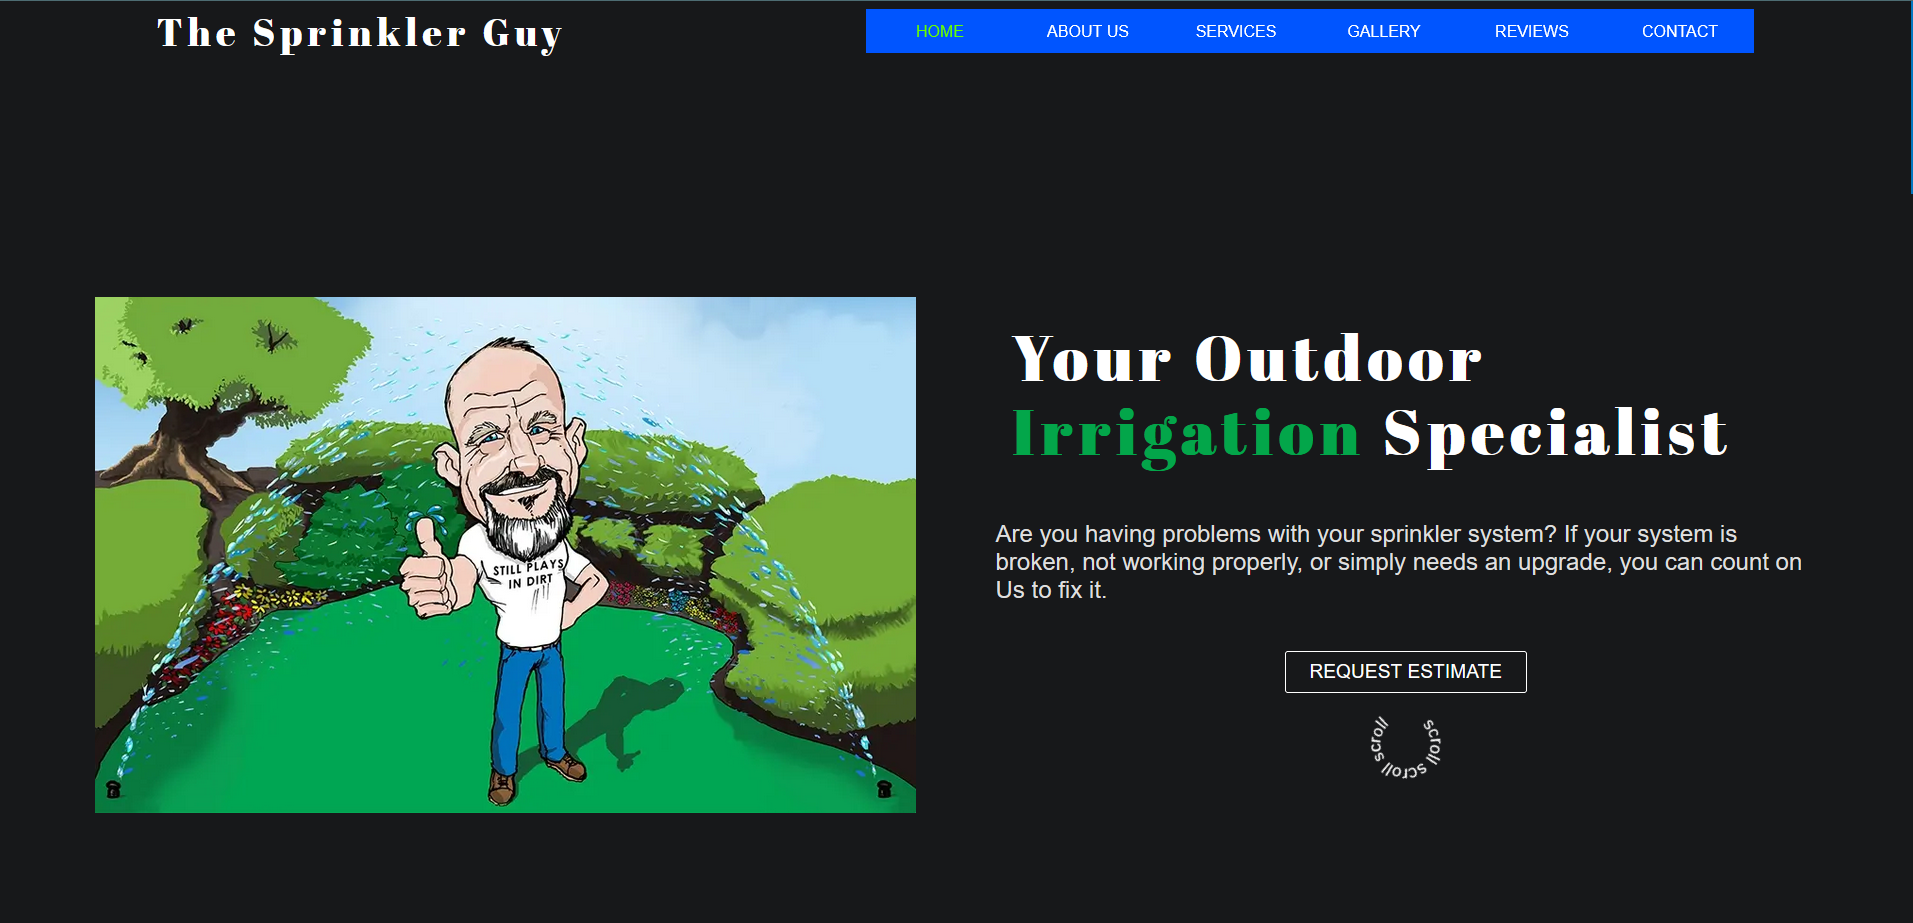 The Sprinkler Guy
HOME ABOUT US SERVICES GALLERY REVIEWS CONTACT
Your Outdoor
Irrigation Specialist
Are you having problems with your sprinkler system? If your system is
broken, not working properly, or simply needs an upgrade, you can count on
Us to fix it.
REQUEST ESTIMATE
scroll scroll scroll
STILL PLAYS
IN DIRT